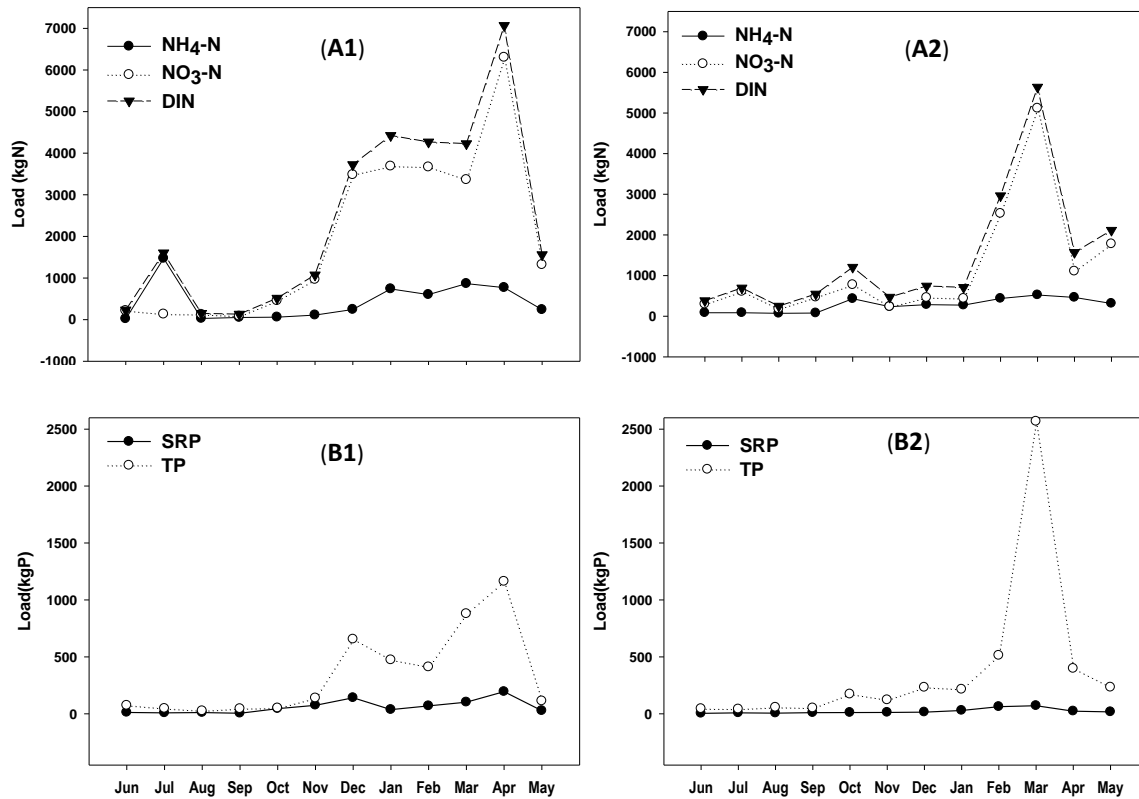 (A1)
NH4-N
NO3-N
DIN
Load (kgN)
7000
6000
5000
4000
3000
2000
1000
0
-1000
(A2)
NH4-N
NO3-N
DIN
Load (kgN)
7000
6000
5000
4000
3000
2000
1000
0
-1000
(B1)
SRP
TP
Load(kgP)
2500
2000
1500
1000
500
0
Jun Jul Aug Sep Oct Nov Dec Jan Feb Mar Apr May
(B2)
SRP
TP
Load(kgP)
2500
2000
1500
1000
500
0
Jun Jul Aug Sep Oct Nov Dec Jan Feb Mar Apr May